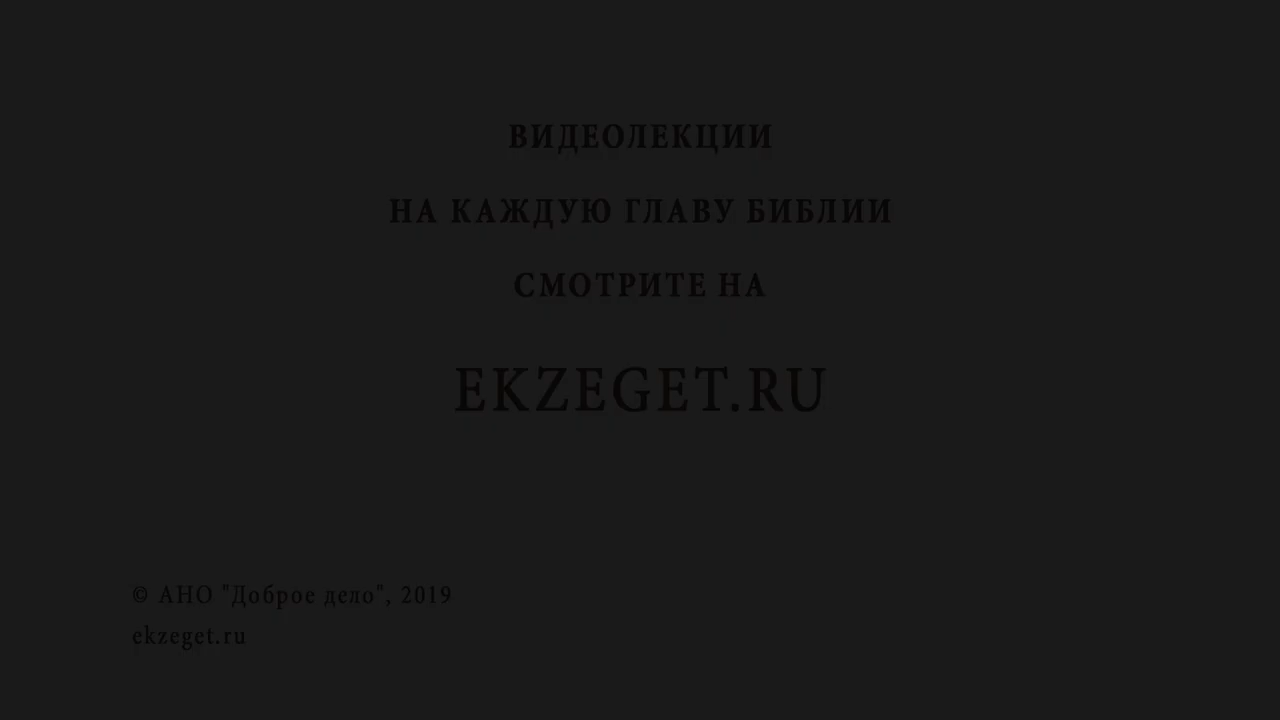 ВИДЕОЛЕКЦИИ
НА КАЖДУЮ ГЛАВУ БИБЛИИ
СМОТРИТЕ НА
EKZEGET.RU
© АНО "Доброе дело", 2019
ekzeget.ru